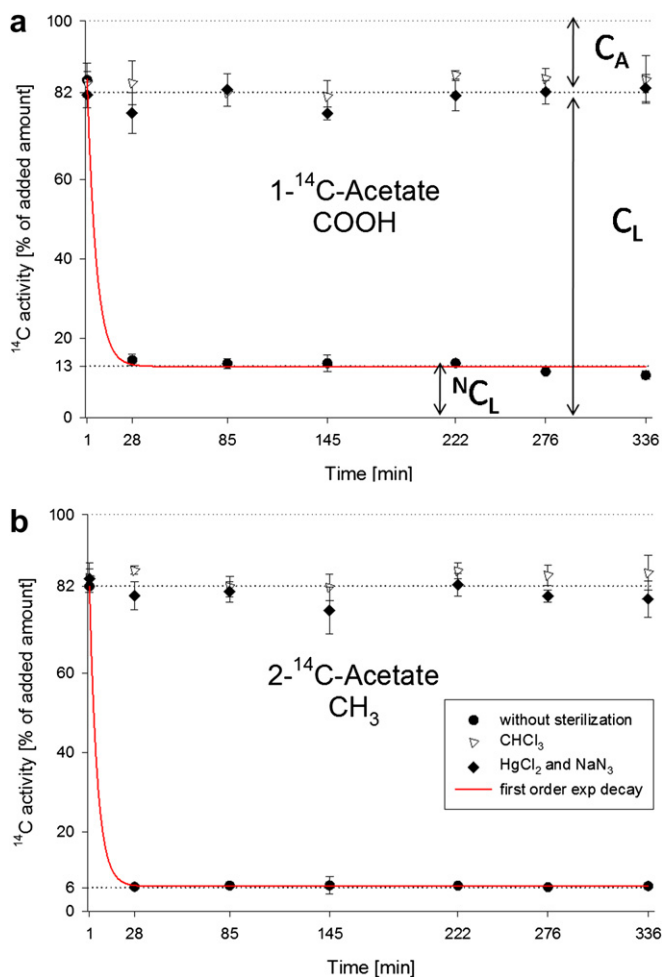 a
100
82
60
40
20
13
0
¹⁴C activity [% of added amount]
C_A
1-¹⁴C-Acetate
COOH
C_L
ᴺC_L
1 28 85 145 222 276 336
Time [min]
b
100
82
60
40
20
6
0
¹⁴C activity [% of added amount]
2-¹⁴C-Acetate
CH₃
without sterilization
CHCl₃
HgCl₂ and NaN₃
first order exp decay
1 28 85 145 222 276 336
Time [min]